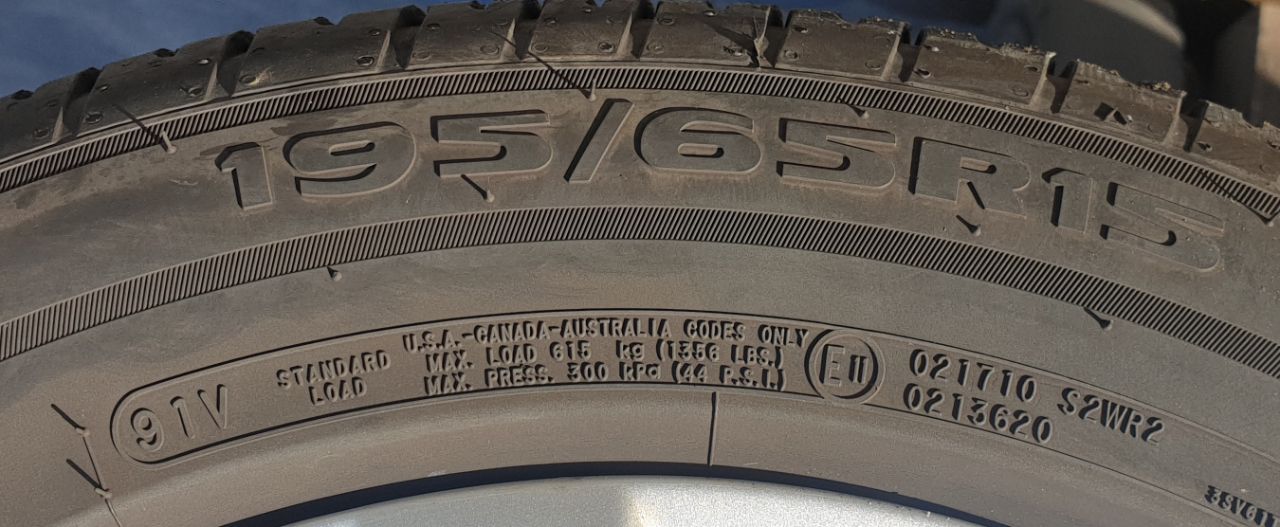 195/65R15
91V
STANDARD
LOAD
U.S.A.-CANADA-AUSTRALIA CODES ONLY
MAX. LOAD 615 kg (1356 LBS.)
MAX. PRESS. 300 KPa (44 P.S.I.)
E11
021710 S2WR2
0213620